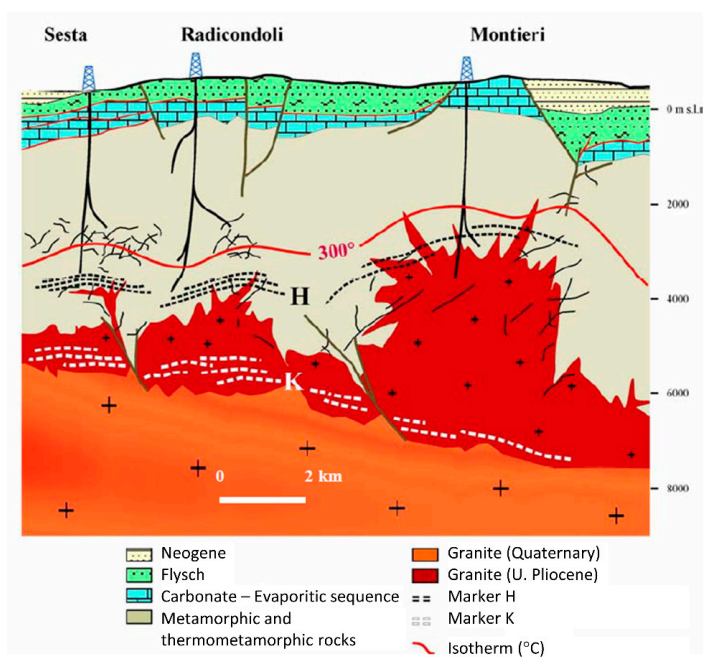 Sesta Radicondoli Montieri
0 m s.l.m
2000
300°
H
4000
K
6000
0 2 km
8000
Neogene
Flysch
Carbonate – Evaporitic sequence
Metamorphic and
thermometamorphic rocks
Granite (Quaternary)
Granite (U. Pliocene)
Marker H
Marker K
Isotherm (°C)